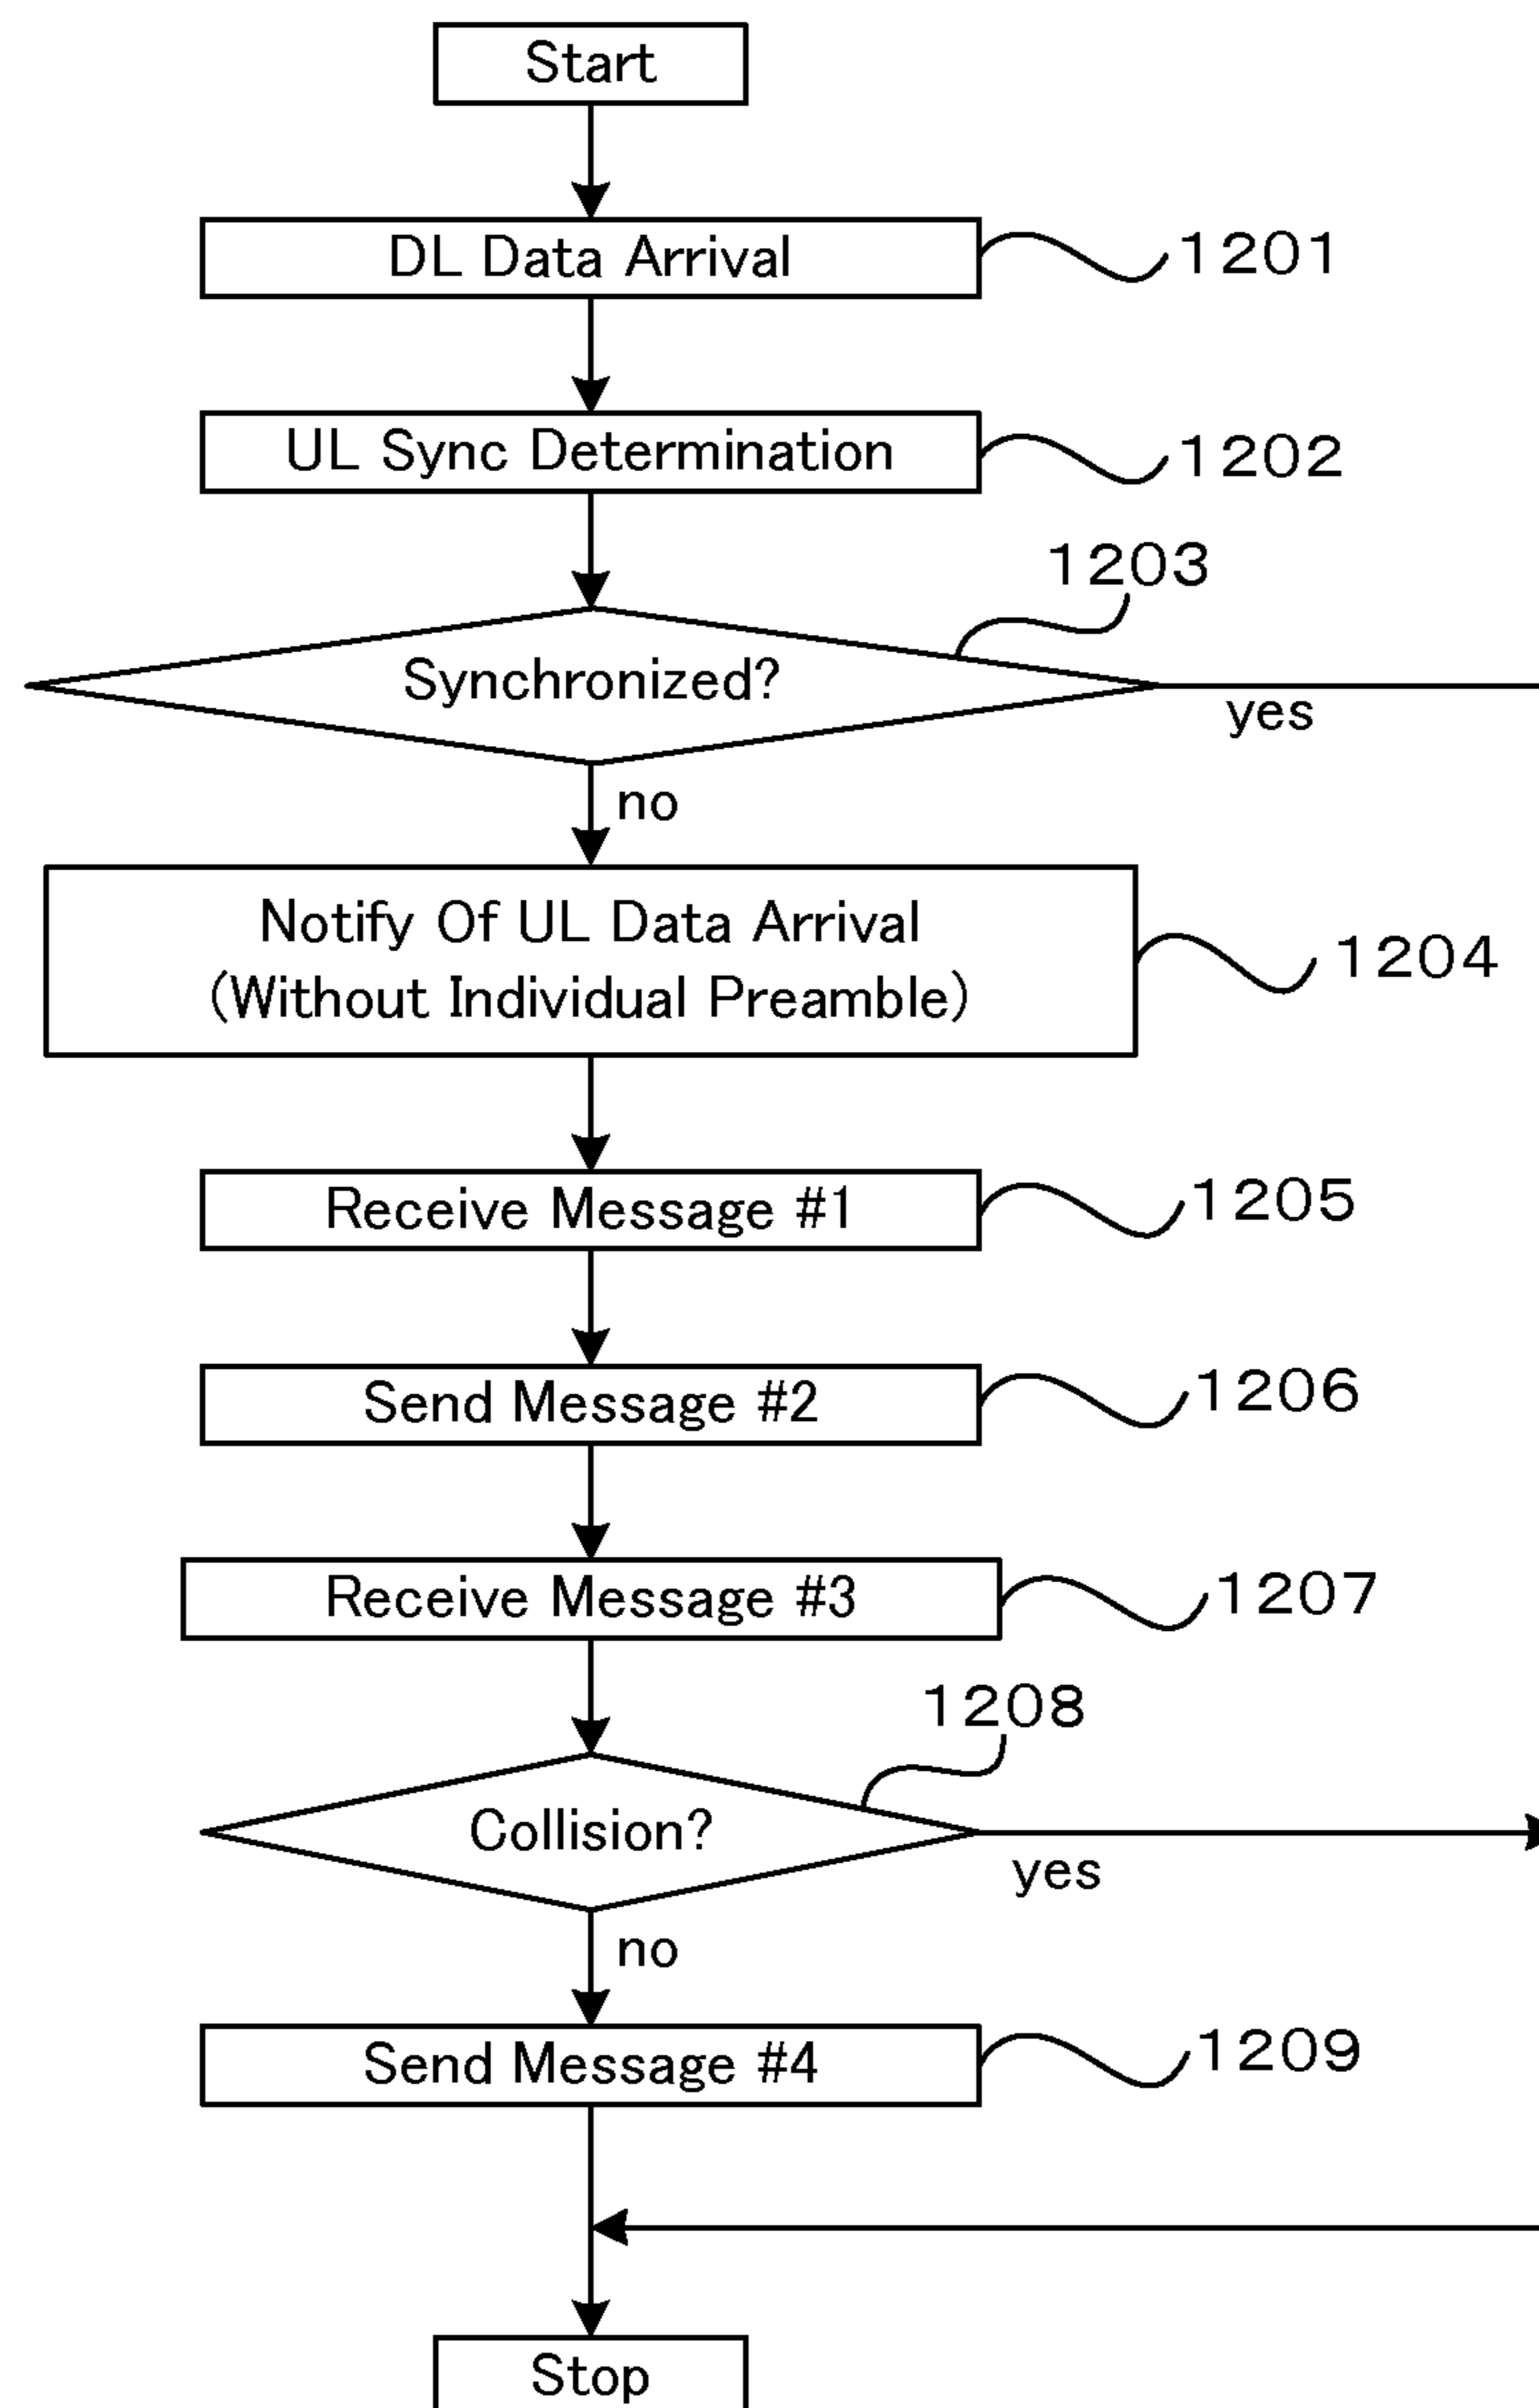 Start
DL Data Arrival
1201
UL Sync Determination
1202
1203
Synchronized?
yes
no
Notify Of UL Data Arrival
(Without Individual Preamble)
1204
Receive Message #1
1205
Send Message #2
1206
Receive Message #3
1207
1208
Collision?
yes
no
Send Message #4
1209
Stop